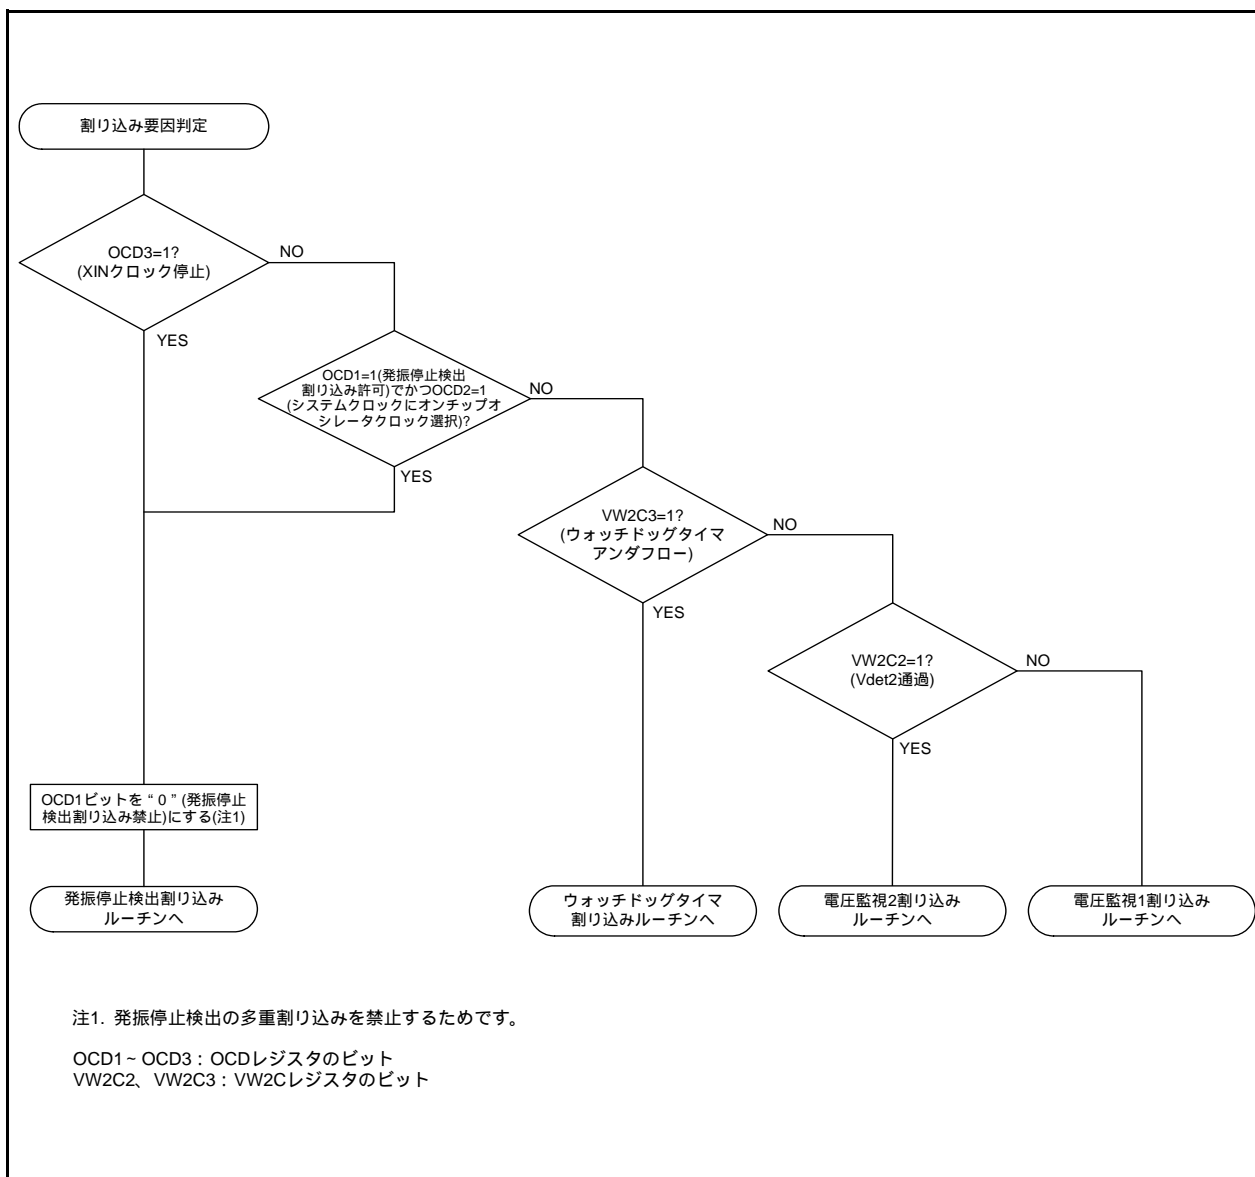 割り込み要因判定
OCD3=1?
(XINクロック停止)
NO
YES
OCD1=1(発振停止検出
割り込み許可)でかつOCD2=1
(システムクロックにオンチップオ
シレータクロック選択)?
NO
YES
VW2C3=1?
(ウォッチドッグタイマ
アンダフロー)
NO
YES
VW2C2=1?
(Vdet2通過)
NO
YES
OCD1ビットを“0”(発振停止
検出割り込み禁止)にする(注1)
発振停止検出割り込み
ルーチンへ
ウォッチドッグタイマ
割り込みルーチンへ
電圧監視2割り込み
ルーチンへ
電圧監視1割り込み
ルーチンへ
注1. 発振停止検出の多重割り込みを禁止するためです。
OCD1~OCD3:OCDレジスタのビット
VW2C2、VW2C3:VW2Cレジスタのビット